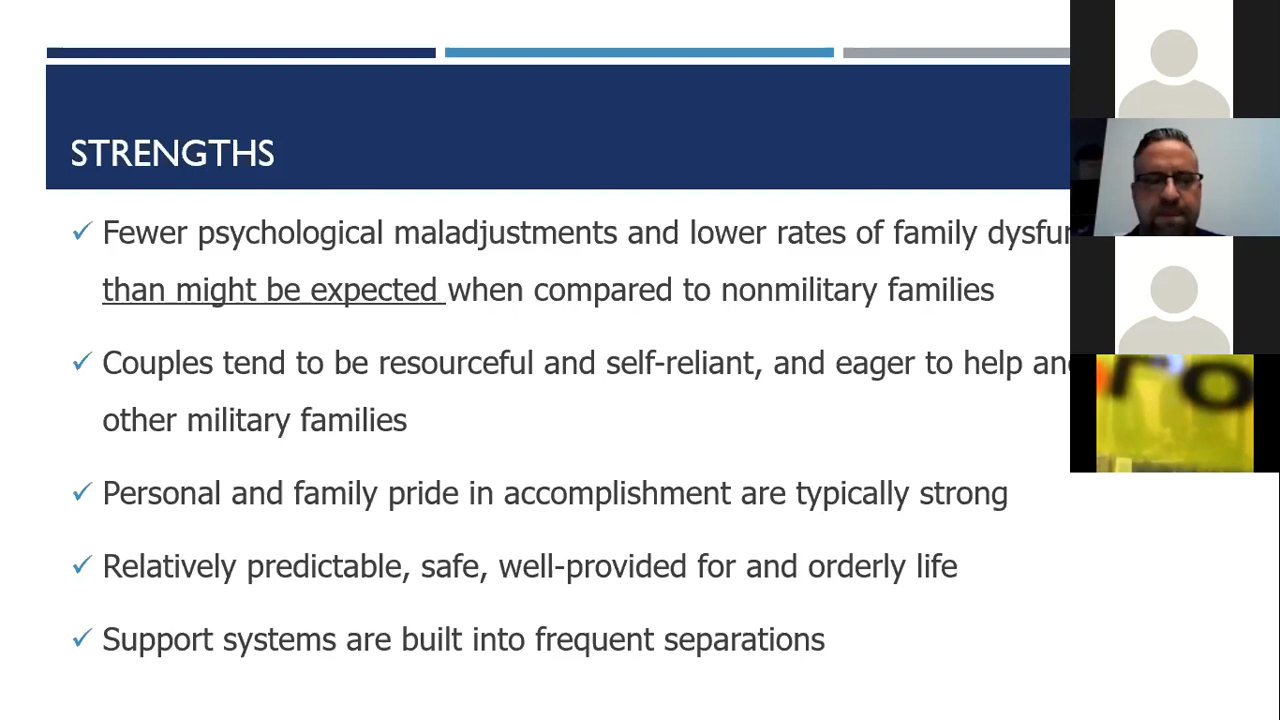 STRENGTHS
✓ Fewer psychological maladjustments and lower rates of family
than might be expected when compared to nonmilitary families
✓ Couples tend to be resourceful and self-reliant, and eager to help
other military families
✓ Personal and family pride in accomplishment are typically strong
✓ Relatively predictable, safe, well-provided for and orderly life
✓ Support systems are built into frequent separations